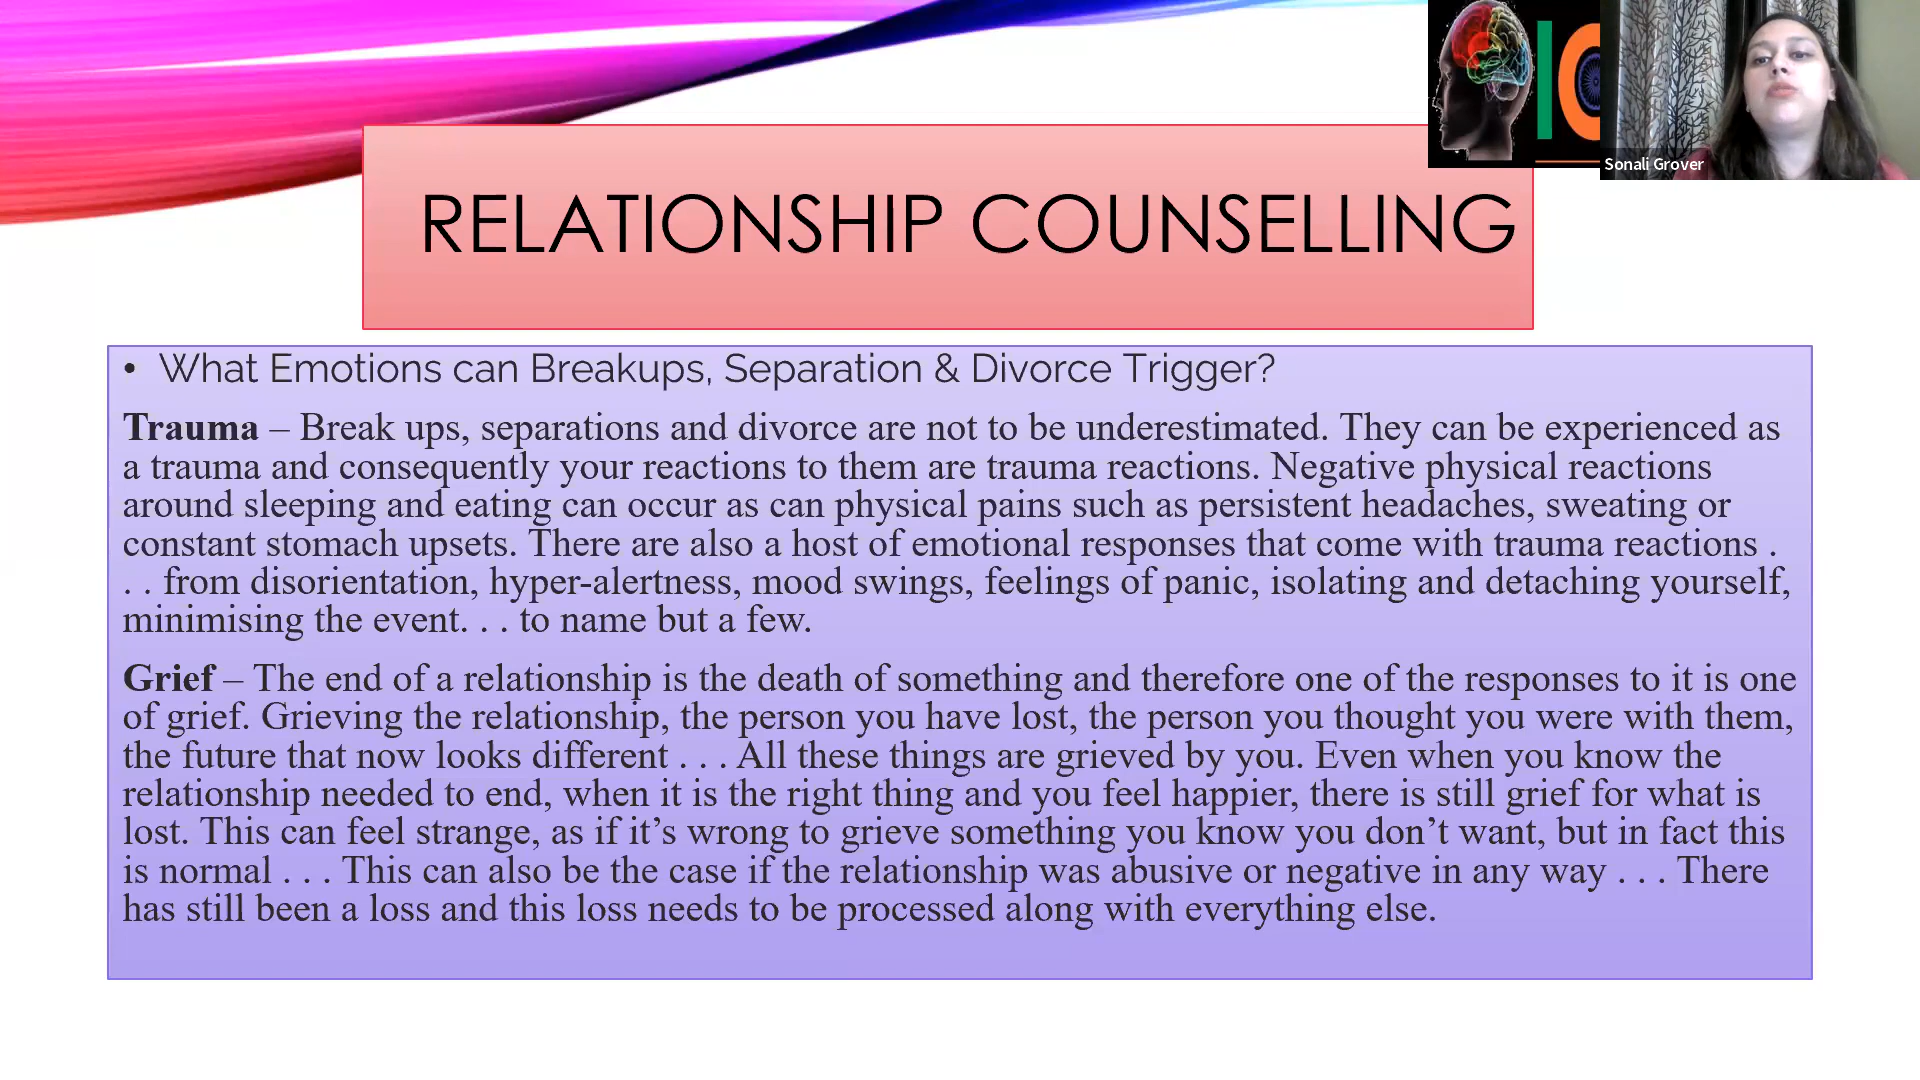 Sonali Grover
RELATIONSHIP COUNSELLING
• What Emotions can Breakups, Separation & Divorce Trigger?
Trauma – Break ups, separations and divorce are not to be underestimated. They can be experienced as
a trauma and consequently your reactions to them are trauma reactions. Negative physical reactions
around sleeping and eating can occur as can physical pains such as persistent headaches, sweating or
constant stomach upsets. There are also a host of emotional responses that come with trauma reactions .
. . from disorientation, hyper-alertness, mood swings, feelings of panic, isolating and detaching yourself,
minimising the event. . . to name but a few.
Grief – The end of a relationship is the death of something and therefore one of the responses to it is one
of grief. Grieving the relationship, the person you have lost, the person you thought you were with them,
the future that now looks different . . . All these things are grieved by you. Even when you know the
relationship needed to end, when it is the right thing and you feel happier, there is still grief for what is
lost. This can feel strange, as if it’s wrong to grieve something you know you don’t want, but in fact this
is normal . . . This can also be the case if the relationship was abusive or negative in any way . . . There
has still been a loss and this loss needs to be processed along with everything else.